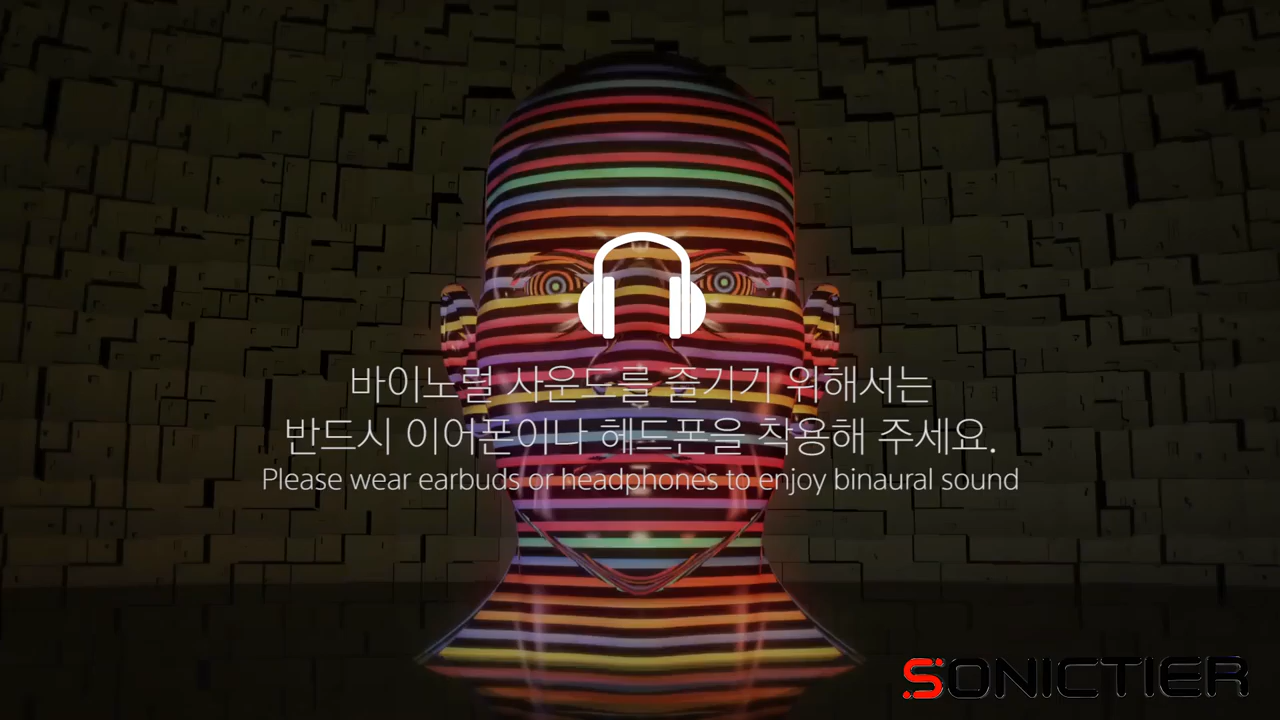 바이노럴 사운드를 즐기기 위해서는
반드시 이어폰이나 헤드폰을 착용해 주세요.
Please wear earbuds or headphones to enjoy binaural sound
SONICTIER